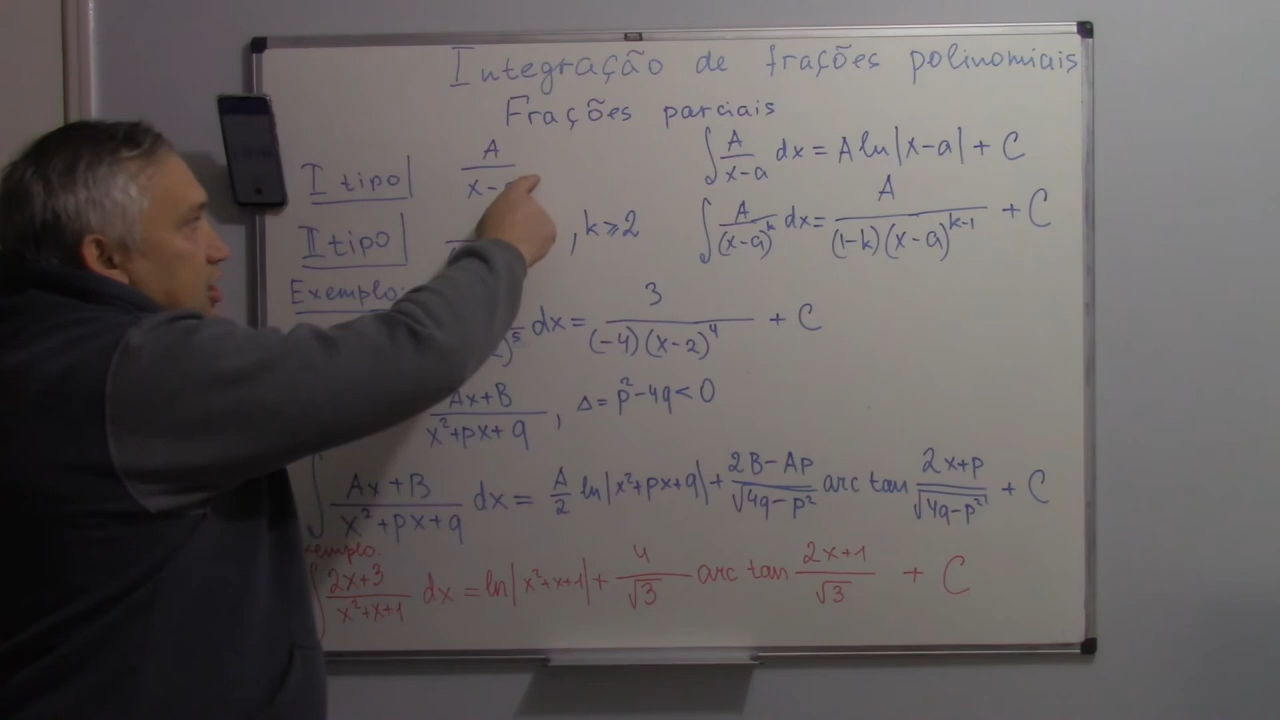 Integração de frações polinomiais
Frações parciais
I tipo A/(x- ∫ A/(x-a) dx = A ln|x-a| + C
II tipo , k⩾2 ∫ A/(x-a)^k dx = A/((1-k)(x-a)^(k-1)) + C
Exemplo:
)^5 dx = 3/((-4)(x-2)^4) + C
(Ax+B)/(x²+px+q), Δ = p²-4q < 0
∫ (Ax+B)/(x²+px+q) dx = A/2 ln|x²+px+q| + (2B-Ap)/√(4q-p²) arc tan (2x+p)/√(4q-p²) + C
xemplo.
∫ (2x+3)/(x²+x+1) dx = ln|x²+x+1| + 4/√3 arc tan (2x+1)/√3 + C